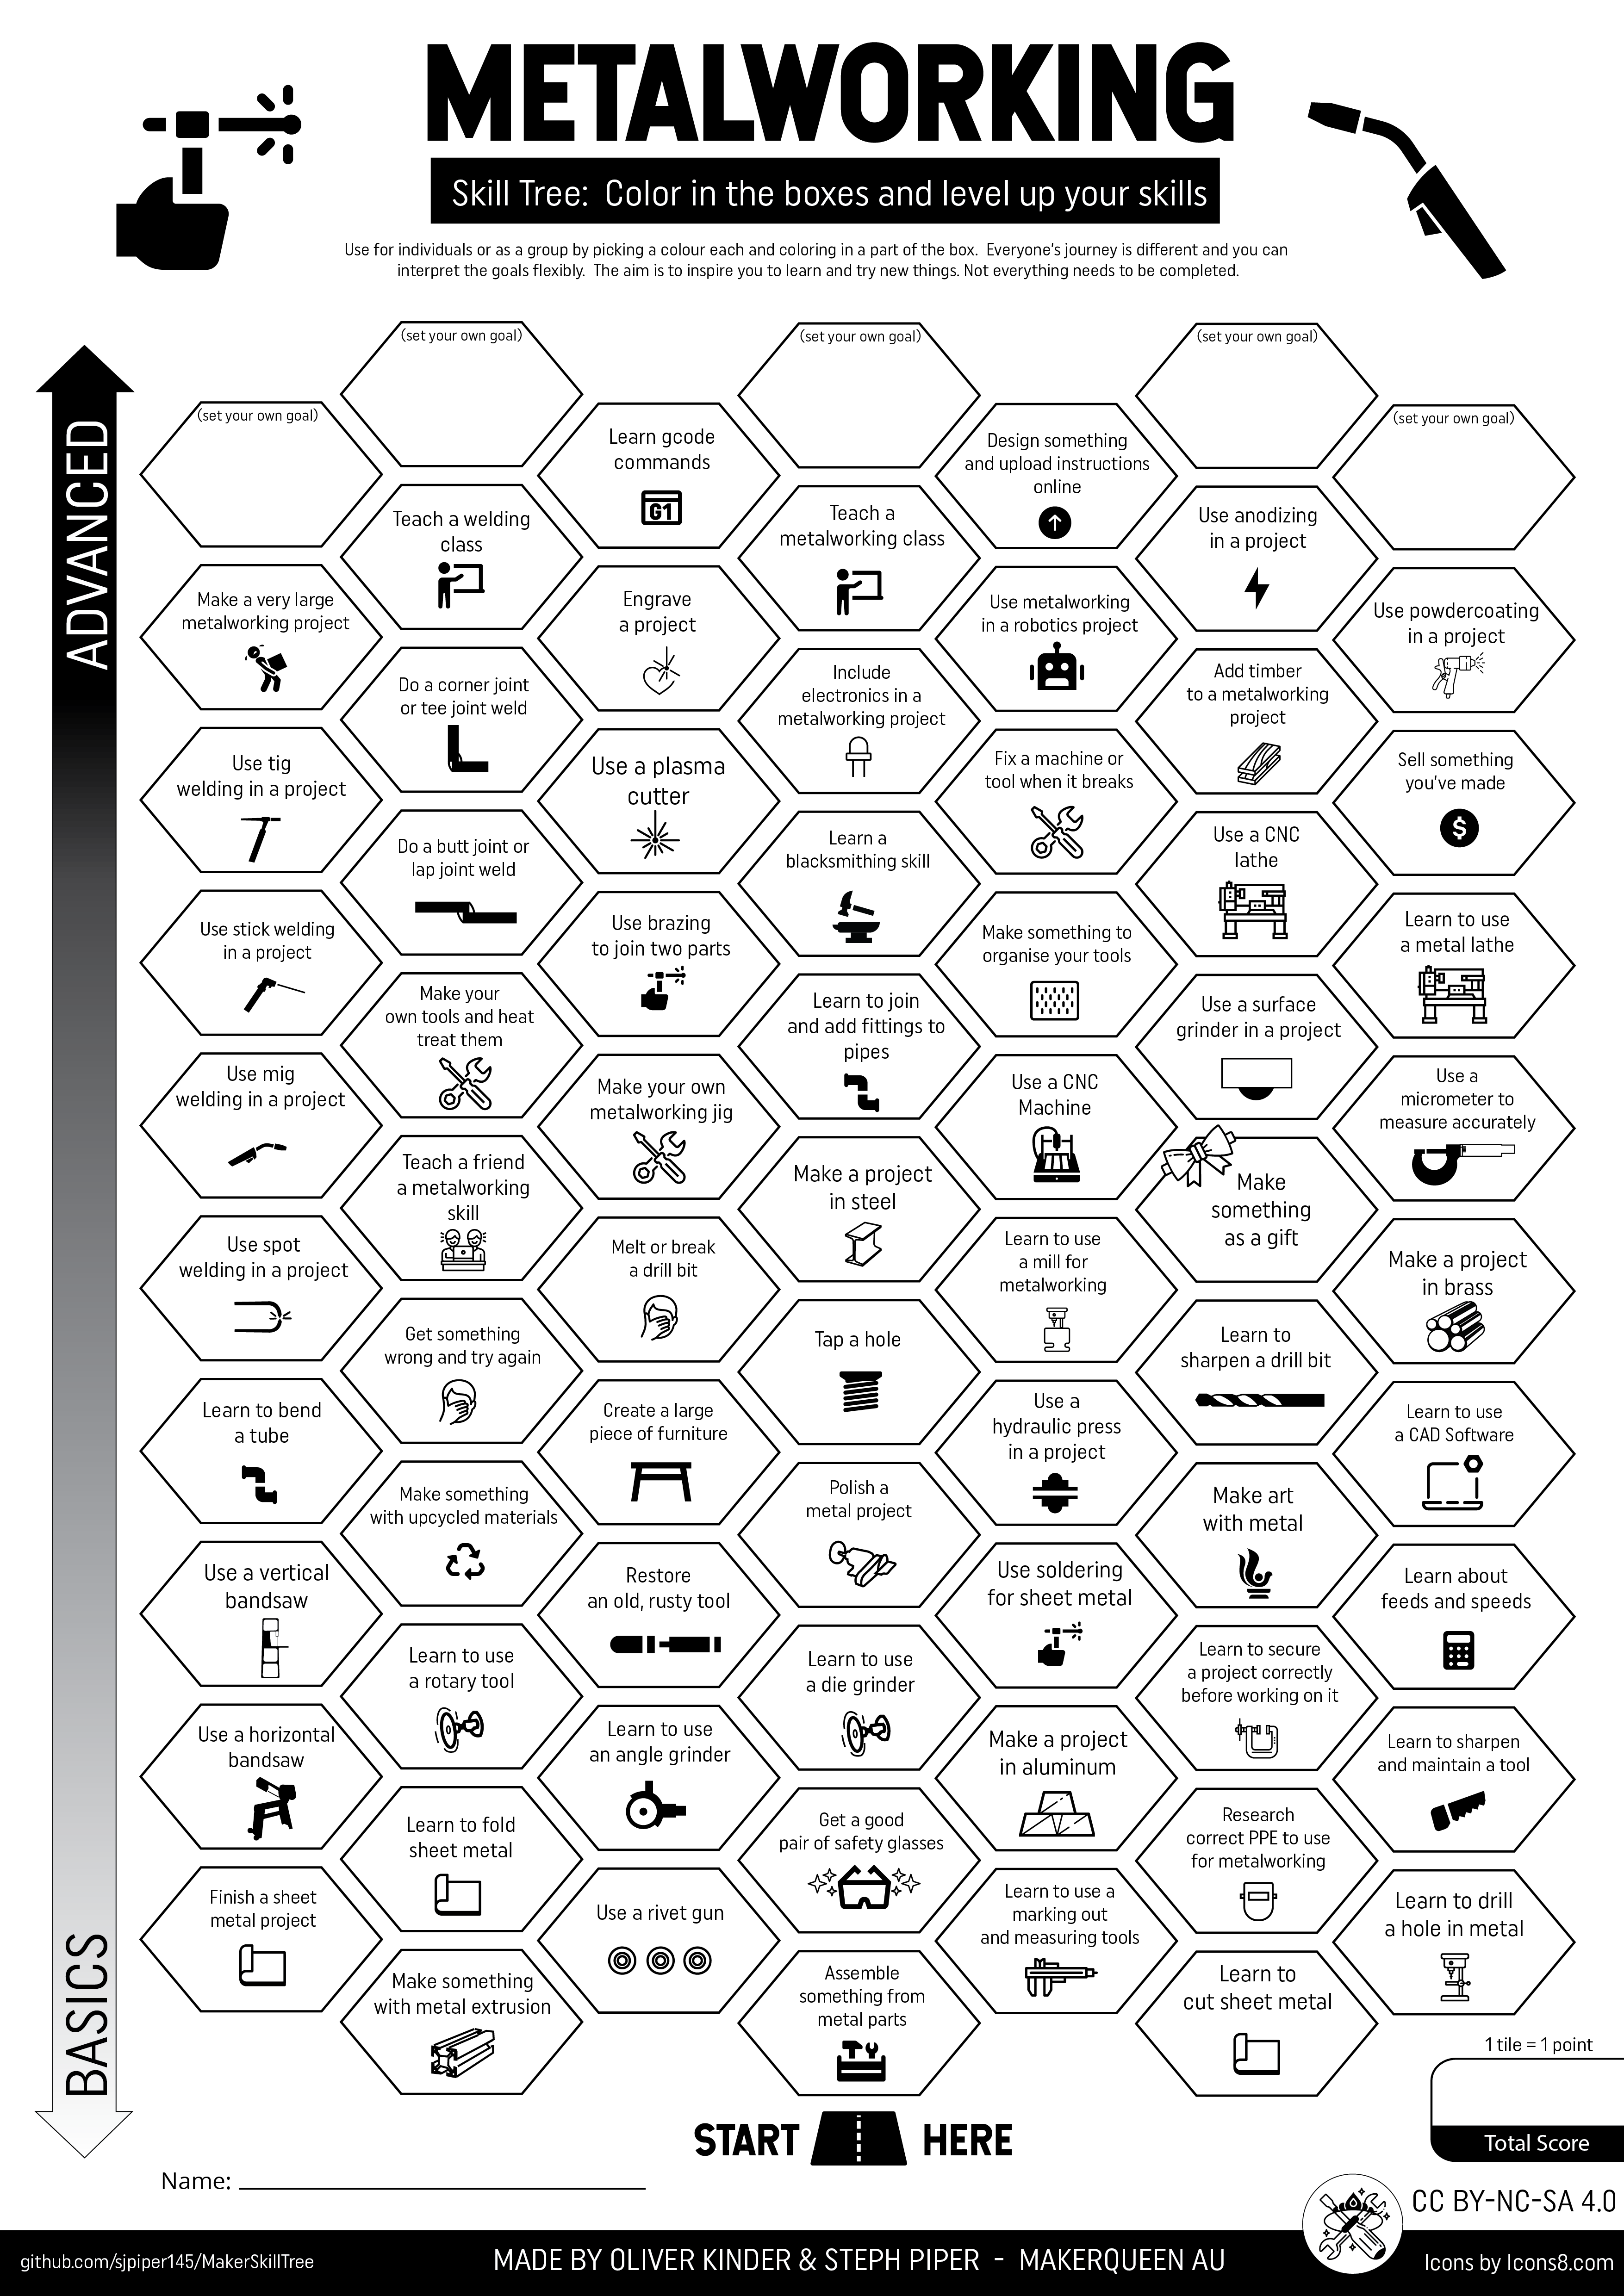 METALWORKING
Skill Tree:  Color in the boxes and level up your skills
Use for individuals or as a group by picking a colour each and coloring in a part of the box.  Everyone's journey is different and you can
interpret the goals flexibly.  The aim is to inspire you to learn and try new things. Not everything needs to be completed.
ADVANCED
BASICS
(set your own goal)
(set your own goal)
(set your own goal)
(set your own goal)
(set your own goal)
Learn gcode
commands
G1
Design something
and upload instructions
online
Teach a welding
class
Teach a
metalworking class
Use anodizing
in a project
Make a very large
metalworking project
Engrave
a project
Use metalworking
in a robotics project
Use powdercoating
in a project
Do a corner joint
or tee joint weld
Include
electronics in a
metalworking project
Add timber
to a metalworking
project
Use tig
welding in a project
Use a plasma
cutter
Fix a machine or
tool when it breaks
Sell something
you've made
$
Do a butt joint or
lap joint weld
Learn a
blacksmithing skill
Use a CNC
lathe
Use stick welding
in a project
Use brazing
to join two parts
Make something to
organise your tools
Learn to use
a metal lathe
Make your
own tools and heat
treat them
Learn to join
and add fittings to
pipes
Use a surface
grinder in a project
Use mig
welding in a project
Make your own
metalworking jig
Use a CNC
Machine
Use a
micrometer to
measure accurately
Teach a friend
a metalworking
skill
Make a project
in steel
Make
something
as a gift
Use spot
welding in a project
Melt or break
a drill bit
Learn to use
a mill for
metalworking
Make a project
in brass
Get something
wrong and try again
Tap a hole
Learn to
sharpen a drill bit
Learn to bend
a tube
Create a large
piece of furniture
Use a
hydraulic press
in a project
Learn to use
a CAD Software
Make something
with upcycled materials
Polish a
metal project
Make art
with metal
Use a vertical
bandsaw
Restore
an old, rusty tool
Use soldering
for sheet metal
Learn about
feeds and speeds
Learn to use
a rotary tool
Learn to use
a die grinder
Learn to secure
a project correctly
before working on it
Use a horizontal
bandsaw
Learn to use
an angle grinder
Make a project
in aluminum
Learn to sharpen
and maintain a tool
Learn to fold
sheet metal
Get a good
pair of safety glasses
Research
correct PPE to use
for metalworking
Finish a sheet
metal project
Use a rivet gun
Learn to use a
marking out
and measuring tools
Learn to drill
a hole in metal
Make something
with metal extrusion
Assemble
something from
metal parts
Learn to
cut sheet metal
1 tile = 1 point
Total Score
START HERE
Name:
CC BY-NC-SA 4.0
github.com/sjpiper145/MakerSkillTree
MADE BY OLIVER KINDER & STEPH PIPER  -  MAKERQUEEN AU
Icons by Icons8.com